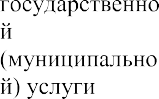 государственно
й
(муниципально
й) услуги